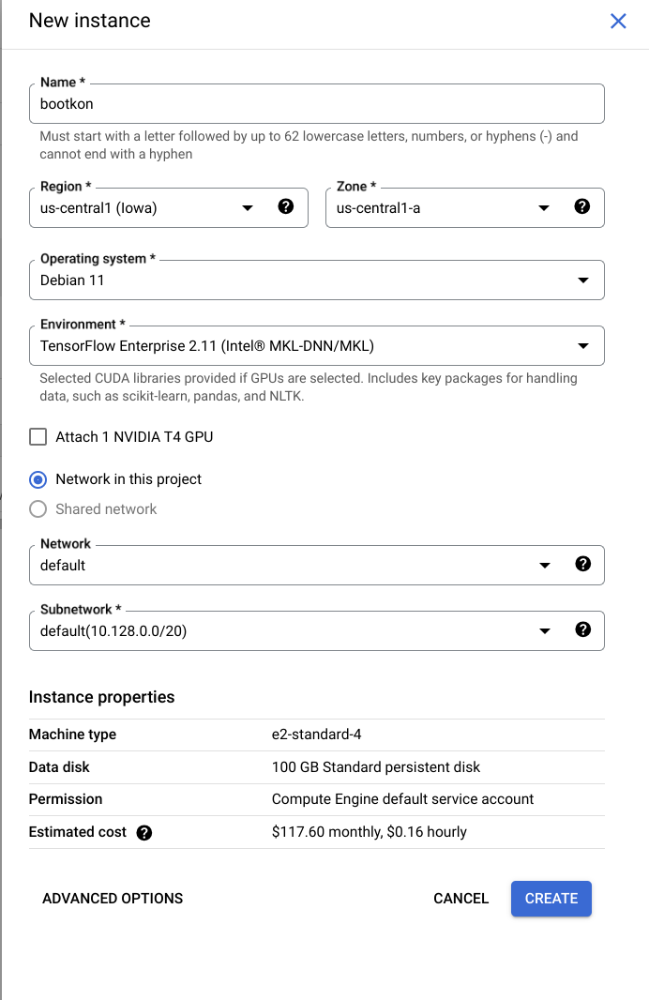 New instance
Name *
bootkon
Must start with a letter followed by up to 62 lowercase letters, numbers, or hyphens (-) and
cannot end with a hyphen
Region *
us-central1 (Iowa)
Zone *
us-central1-a
Operating system *
Debian 11
Environment *
TensorFlow Enterprise 2.11 (Intel® MKL-DNN/MKL)
Selected CUDA libraries provided if GPUs are selected. Includes key packages for handling
data, such as scikit-learn, pandas, and NLTK.
Attach 1 NVIDIA T4 GPU
Network in this project
Shared network
Network
default
Subnetwork *
default(10.128.0.0/20)
Instance properties
Machine type e2-standard-4
Data disk 100 GB Standard persistent disk
Permission Compute Engine default service account
Estimated cost $117.60 monthly, $0.16 hourly
ADVANCED OPTIONS CANCEL CREATE